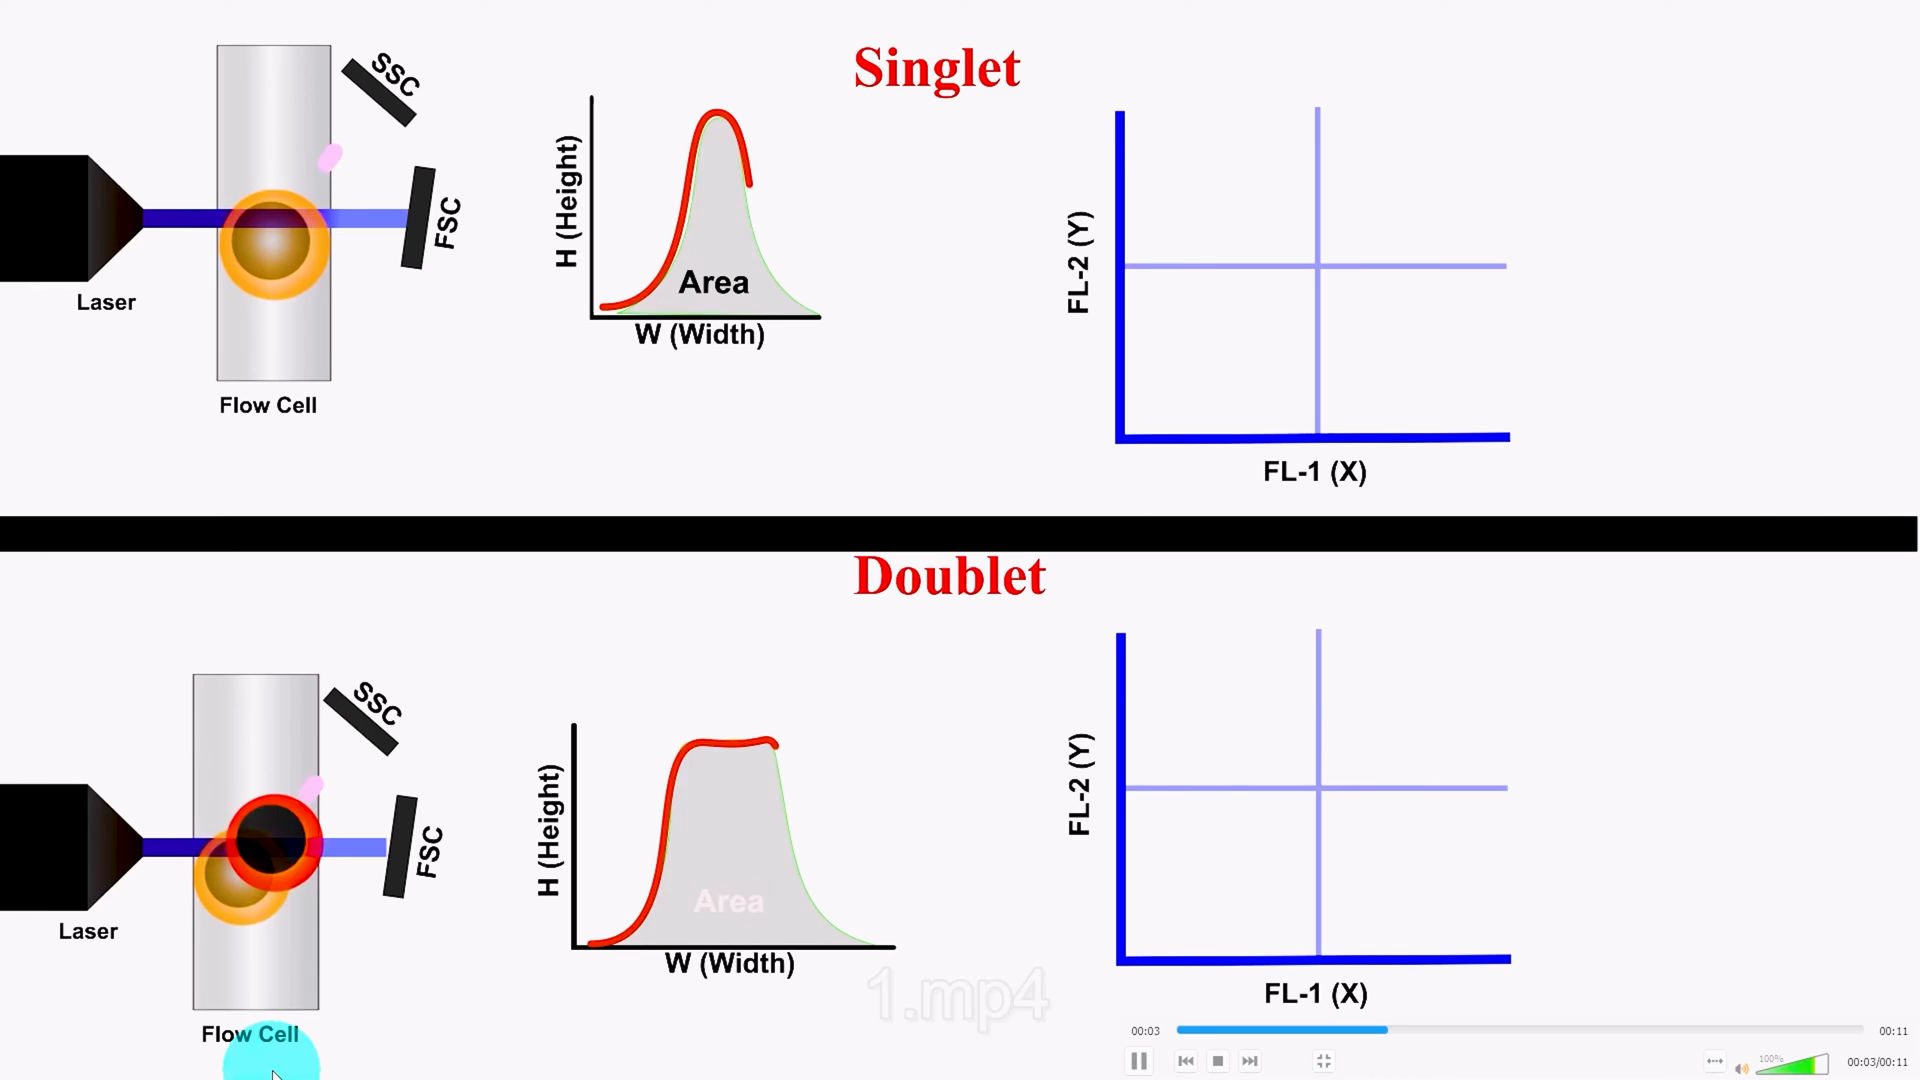 Singlet
SSC
FSC
Laser
Flow Cell
H (Height)
Area
W (Width)
FL-2 (Y)
FL-1 (X)
Doublet
SSC
FSC
Laser
Flow Cell
H (Height)
Area
W (Width)
FL-2 (Y)
FL-1 (X)
1.mp4
00:03
00:11
100%
00:03/00:11